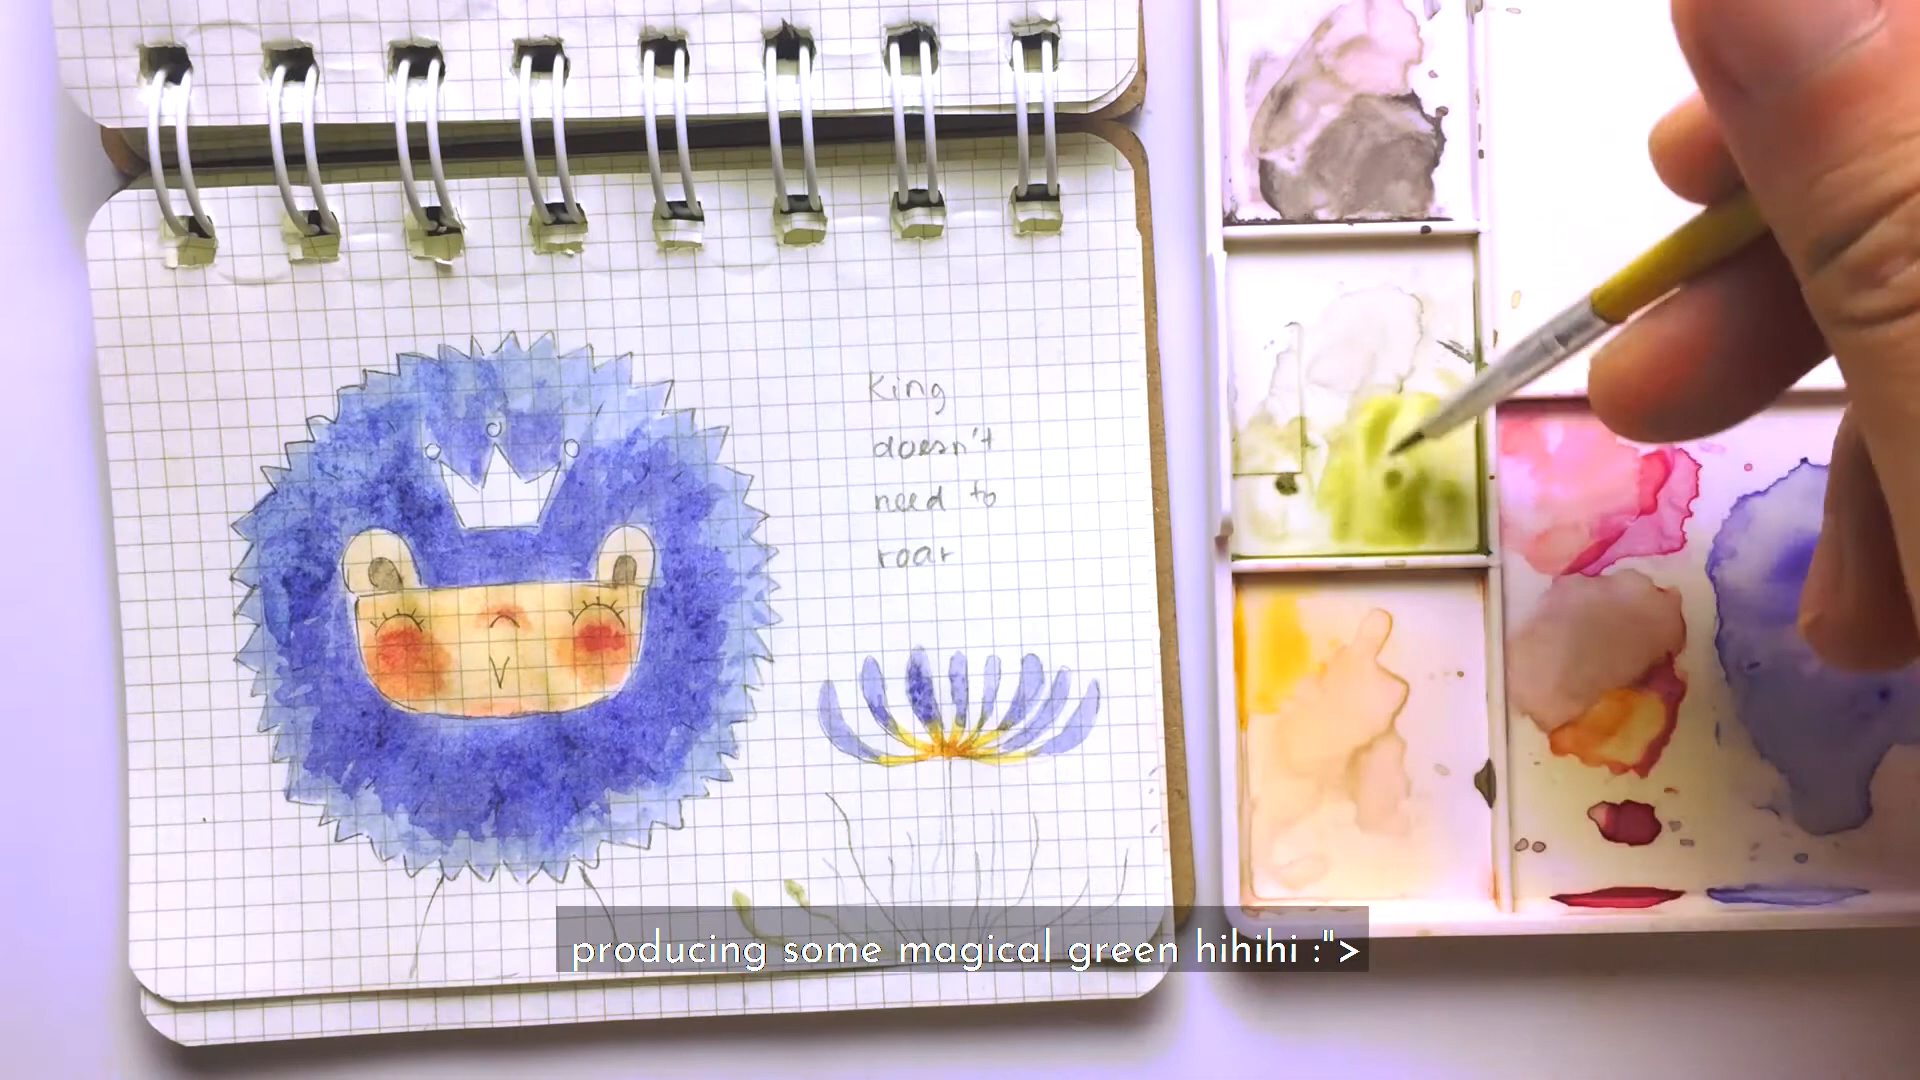 King
doesn't
need to
roar
producing some magical green hihihi :">